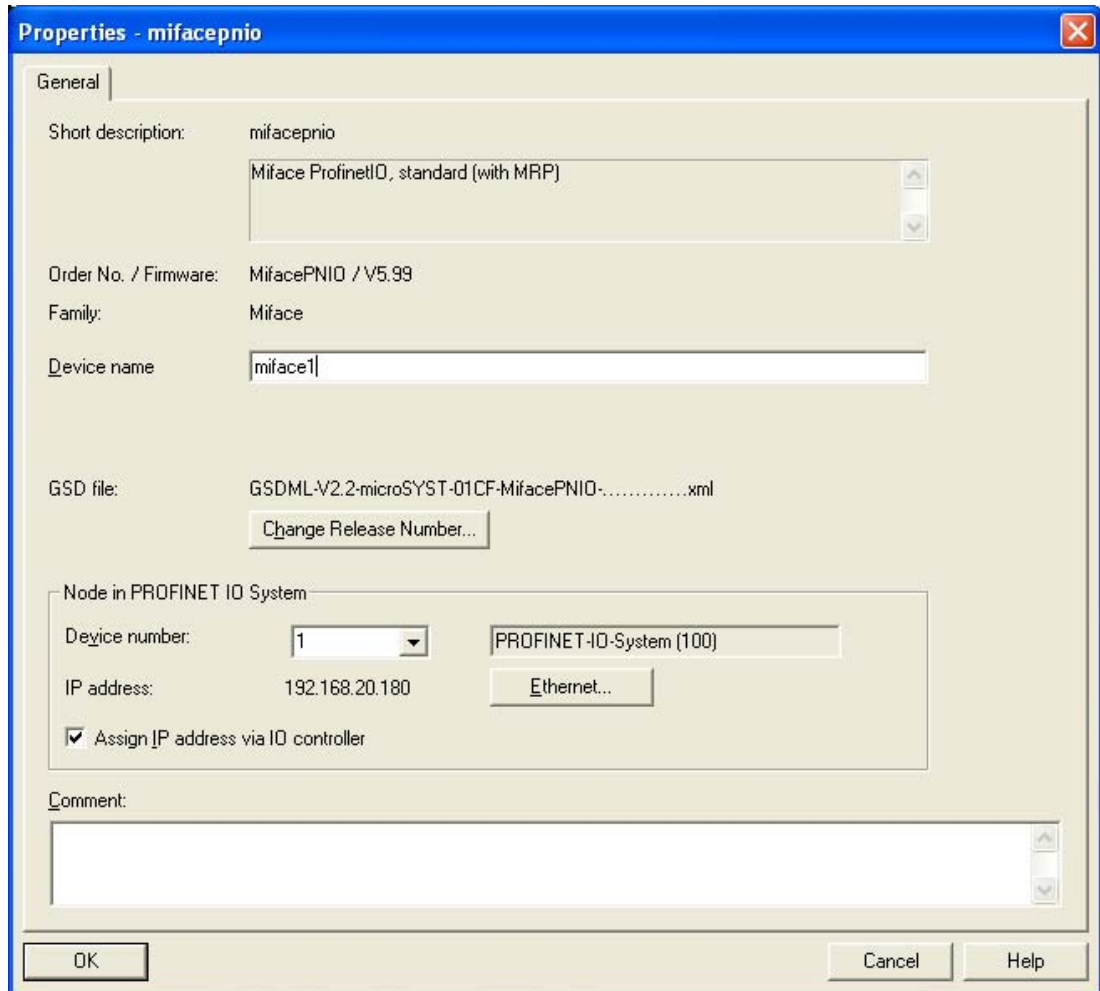 Properties - mifacepnio
General
Short description: mifacepnio
Miface ProfinetIO, standard (with MRP)
Order No. / Firmware: MifacePNIO / V5.99
Family: Miface
Device name miface1
GSD file: GSDML-V2.2-microSYST-01CF-MifacePNIO-.............xml
Change Release Number...
Node in PROFINET IO System
Device number: 1 PROFINET-IO-System (100)
IP address: 192.168.20.180 Ethernet...
Assign IP address via IO controller
Comment:
OK Cancel Help